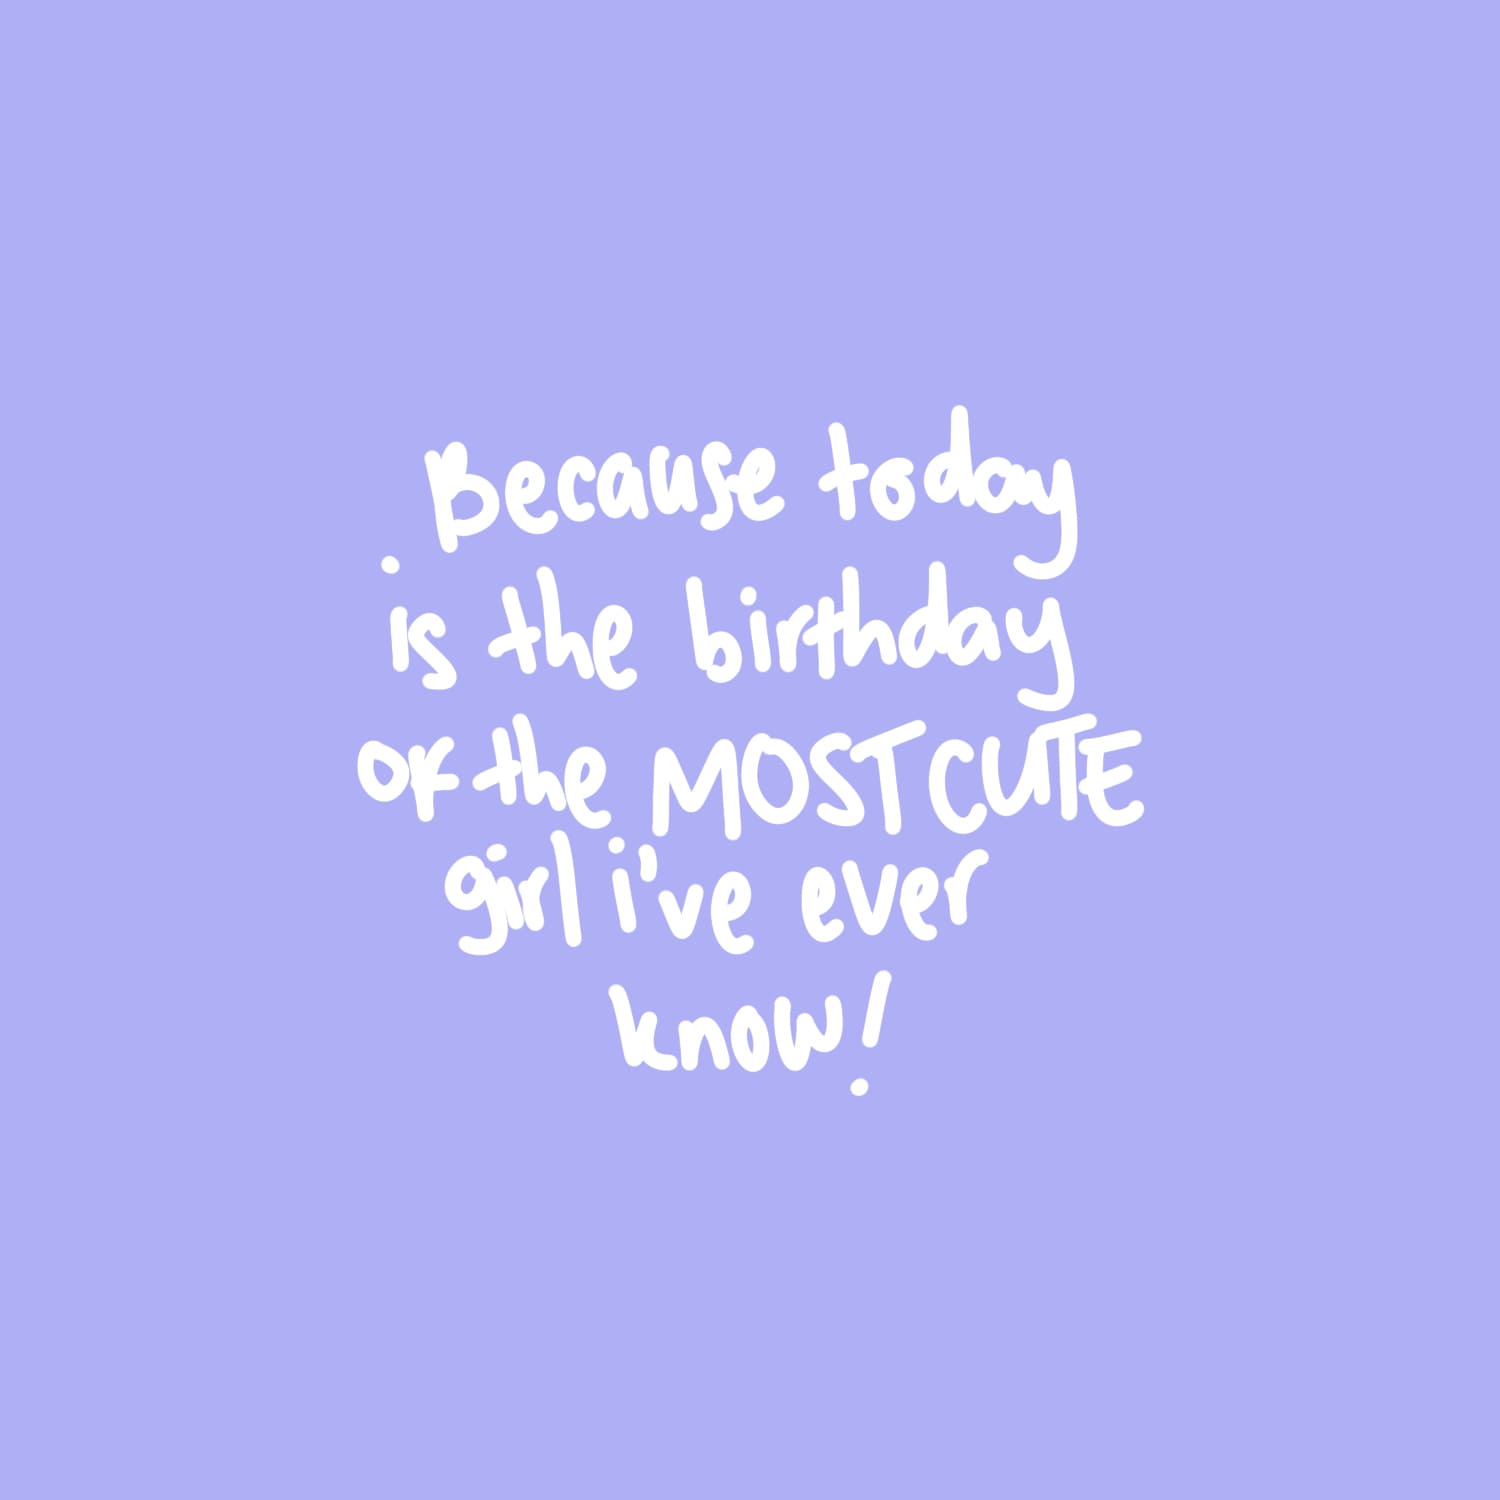 Because today
is the birthday
of the MOST CUTE
girl i've ever
know!